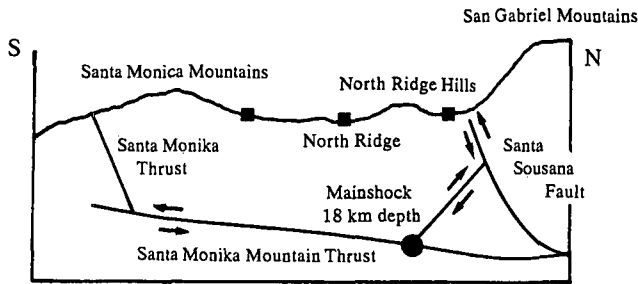 San Gabriel Mountains
S
N
Santa Monica Mountains
North Ridge Hills
Santa Monika
Thrust
North Ridge
Santa
Sousana
Fault
Mainshock
18 km depth
Santa Monika Mountain Thrust